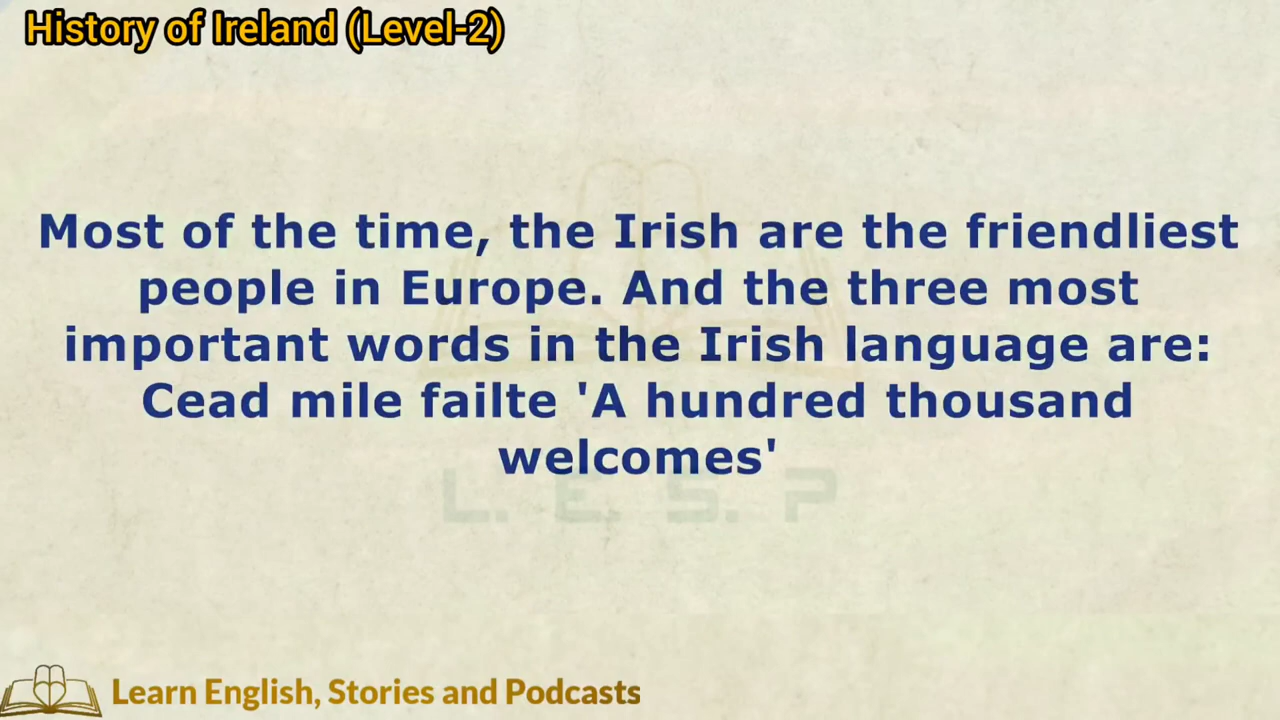 History of Ireland (Level-2)
Most of the time, the Irish are the friendliest
people in Europe. And the three most
important words in the Irish language are:
Cead mile failte 'A hundred thousand
welcomes'
L. E. S. P
Learn English, Stories and Podcasts